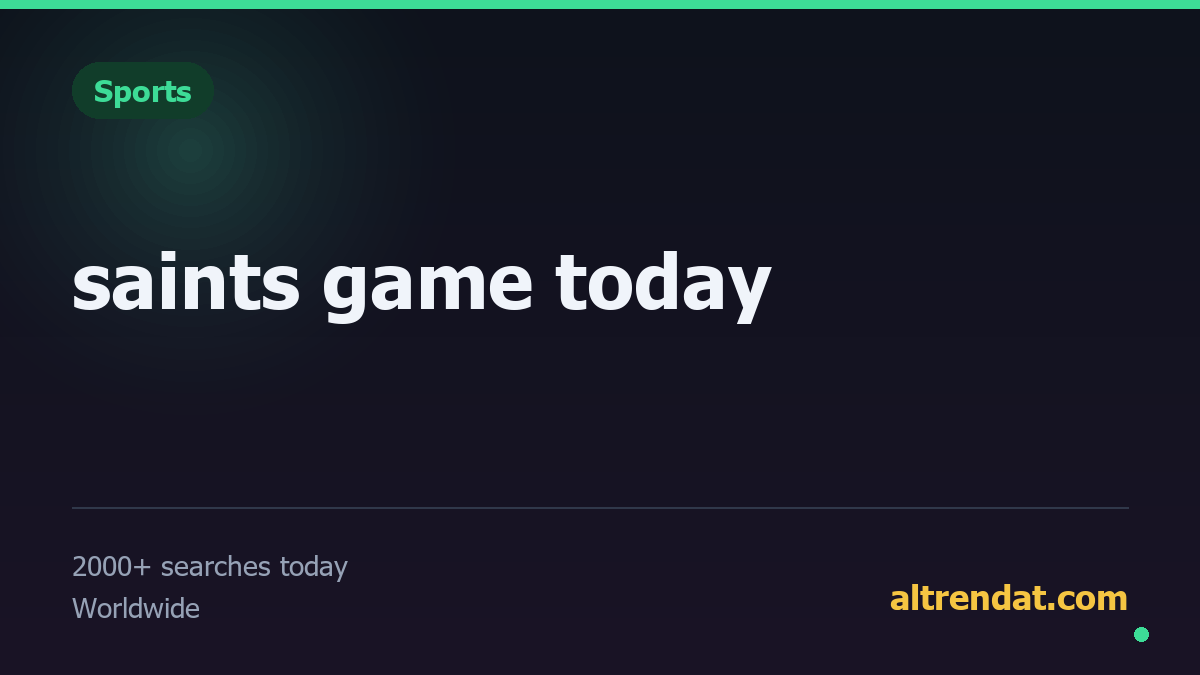 Sports
saints game today
2000+ searches today
Worldwide
altrendat.com